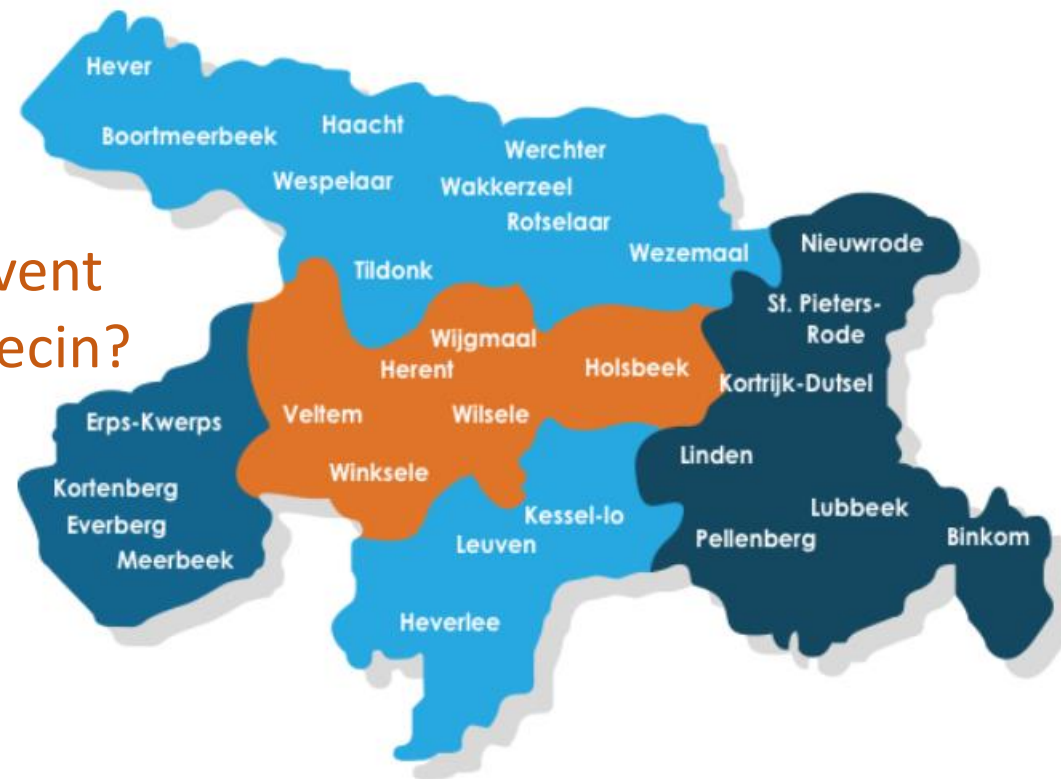 Hever
Boortmeerbeek
Haacht
Werchter
Wespelaar
Wakkerzeel
Rotselaar
Wezemaal
Nieuwrode
Tildonk
vent
ecin?
St. Pieters-
Rode
Wijgmaal
Herent
Holsbeek
Kortrijk-Dutsel
Erps-Kwerps
Veltem
Wilsele
Linden
Winksele
Kortenberg
Everberg
Meerbeek
Kessel-lo
Leuven
Lubbeek
Pellenberg
Binkom
Heverlee